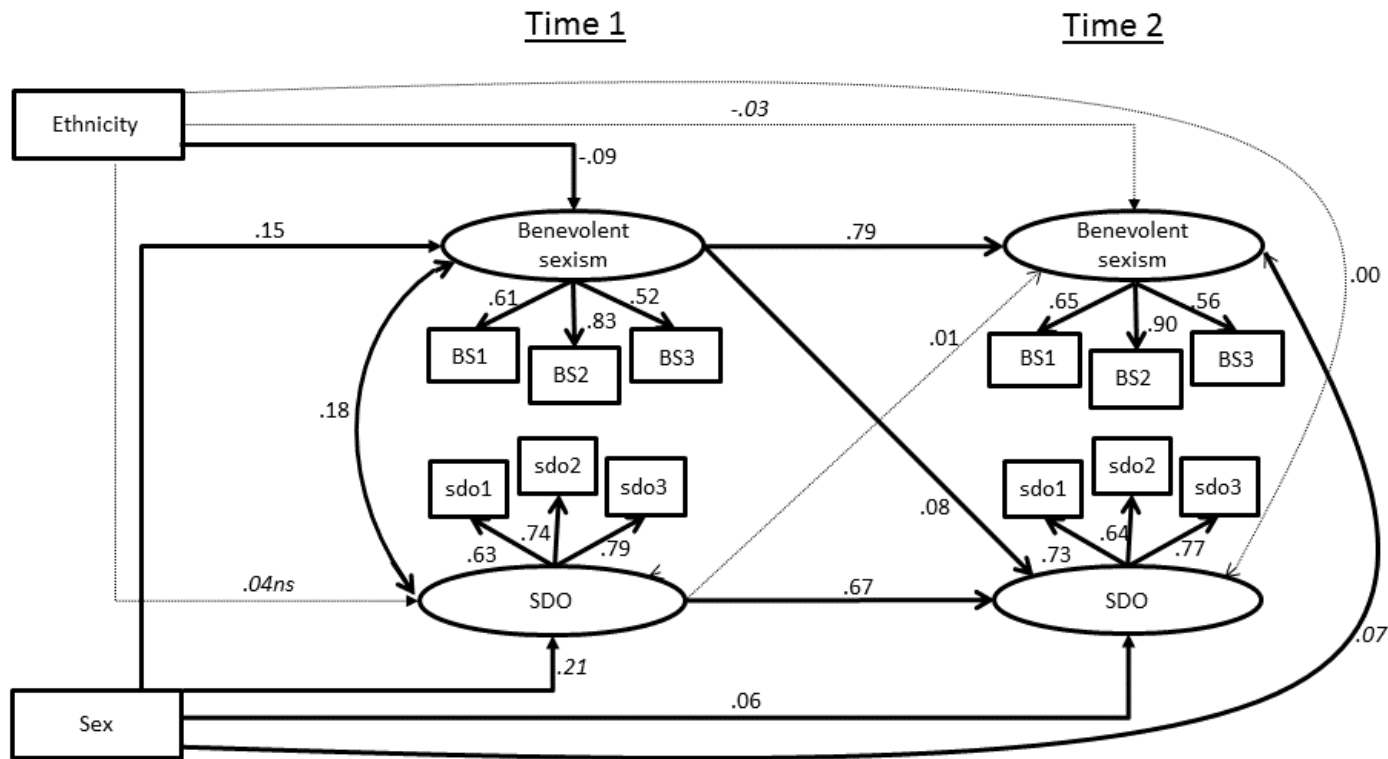 Time 1
Time 2
Ethnicity
-.03
-.09
.15
Benevolent
sexism
.79
Benevolent
sexism
.00
.61
.52
.83
.65
.56
.90
BS1
BS2
BS3
.01
BS1
BS2
BS3
.18
sdo1
sdo2
sdo3
sdo1
sdo2
sdo3
.08
.63
.74
.79
.73
.64
.77
.04ns
SDO
.67
SDO
.07
.21
.06
Sex